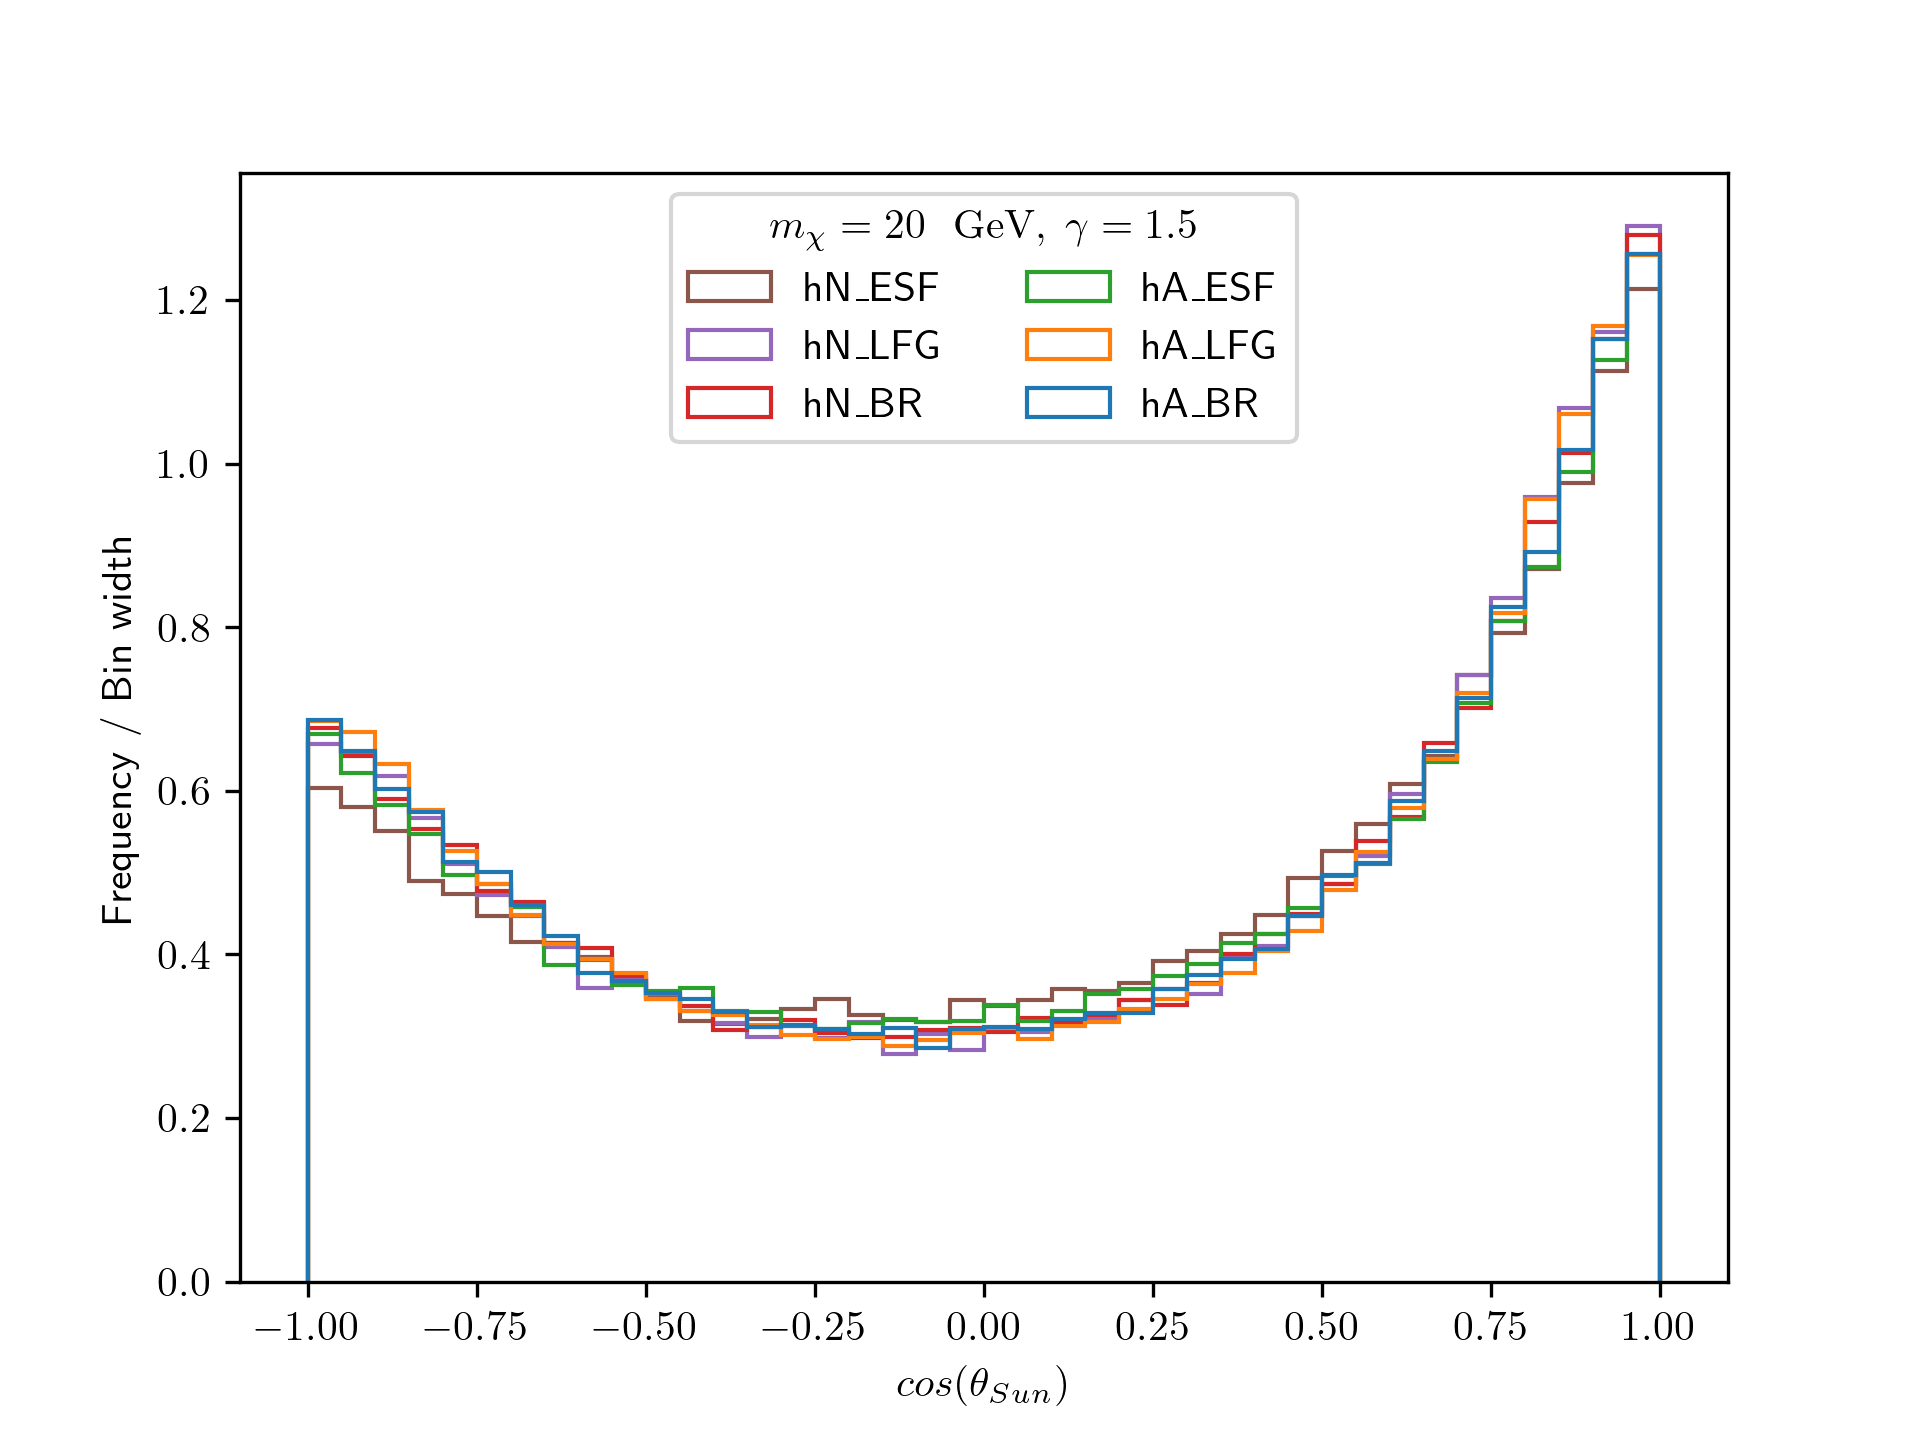 m_χ = 20 GeV, γ = 1.5
hN_ESF hA_ESF
hN_LFG hA_LFG
hN_BR hA_BR
Frequency / Bin width
1.2
1.0
0.8
0.6
0.4
0.2
0.0
−1.00 −0.75 −0.50 −0.25 0.00 0.25 0.50 0.75 1.00
cos(θ_Sun)